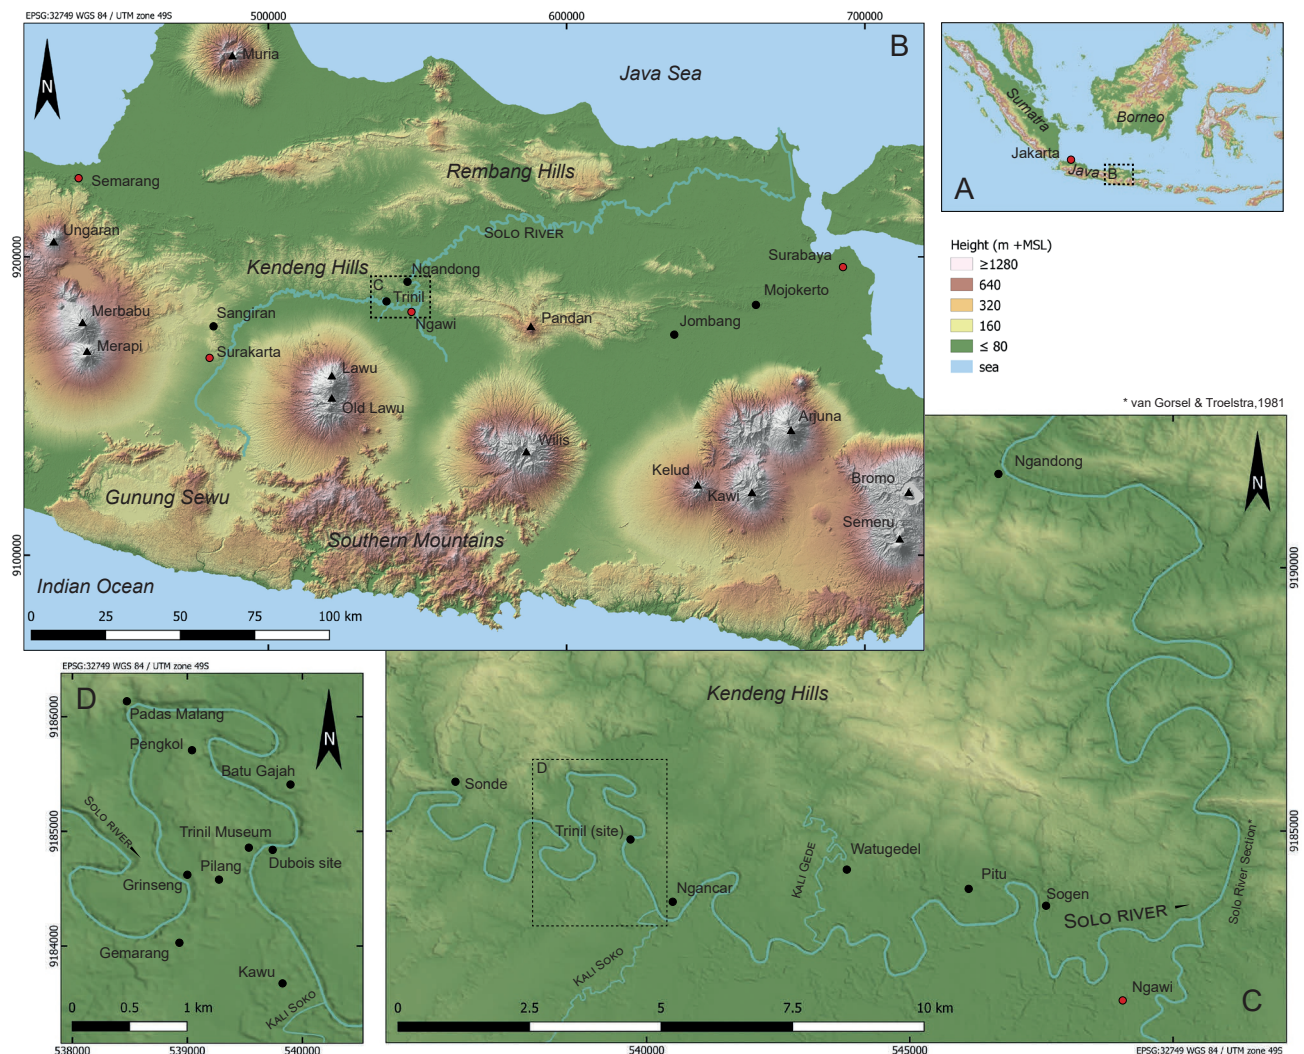 EPSG:32749 WGS 84 / UTM zone 49S
500000
600000
700000
B
N
Muria
Java Sea
Rembang Hills
Semarang
SOLO RIVER
Ungaran
9200000
Surabaya
Kendeng Hills
Ngandong
C
Trinil
Mojokerto
Merbabu
Sangiran
Ngawi
Pandan
Jombang
Merapi
Surakarta
Lawu
Old Lawu
Arjuna
Wilis
Kelud
Kawi
Bromo
Gunung Sewu
Semeru
Southern Mountains
9100000
Indian Ocean
0
25
50
75
100 km
Sumatra
Borneo
Jakarta
Java
B
A
Height (m +MSL)
≥1280
640
320
160
≤ 80
sea
* van Gorsel & Troelstra,1981
Ngandong
N
9190000
Kendeng Hills
D
Sonde
Trinil (site)
9185000
KALI GEDE
Watugedel
Pitu
Solo River Section*
Ngancar
Sogen
SOLO RIVER
KALI SOKO
Ngawi
C
0
2.5
5
7.5
10 km
540000
545000
EPSG:32749 WGS 84 / UTM zone 49S
EPSG:32749 WGS 84 / UTM zone 49S
D
N
9186000
Padas Malang
Pengkol
Batu Gajah
SOLO RIVER
9185000
Trinil Museum
Dubois site
Pilang
Grinseng
9184000
Gemarang
Kawu
KALI SOKO
0
0.5
1 km
538000
539000
540000